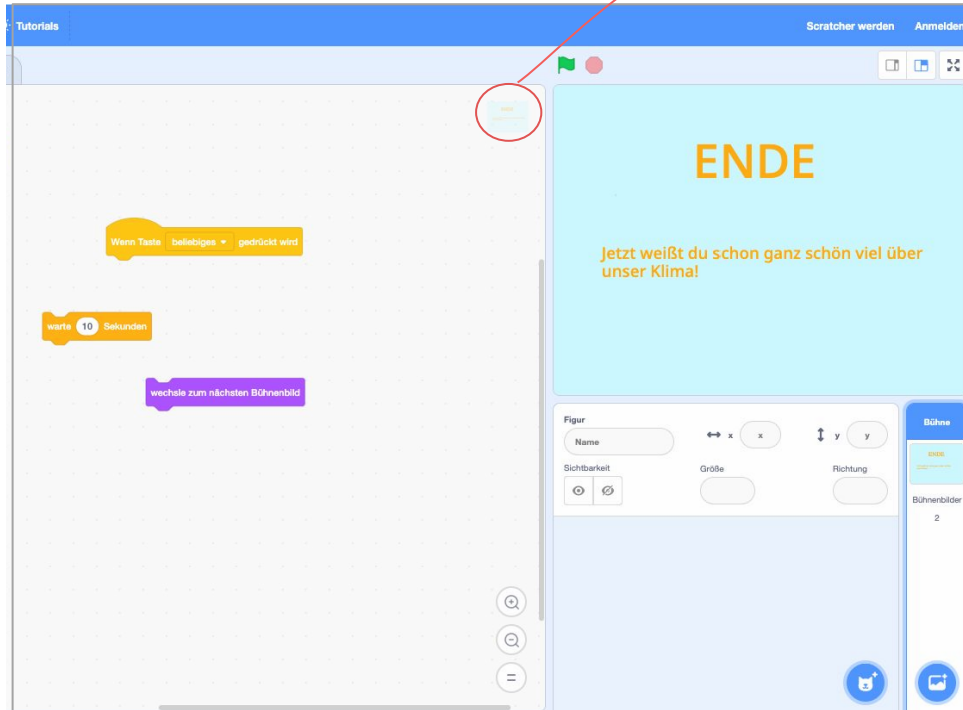 Tutorials
Scratcher werden Anmelden
ENDE
Jetzt weißt du schon ganz schön viel über
unser Klima!
Wenn Taste beliebiges gedrückt wird
warte 10 Sekunden
wechsle zum nächsten Bühnenbild
Figur
Name
x x
y y
Bühne
ENDE
Sichtbarkeit
Größe
Richtung
Bühnenbilder
2